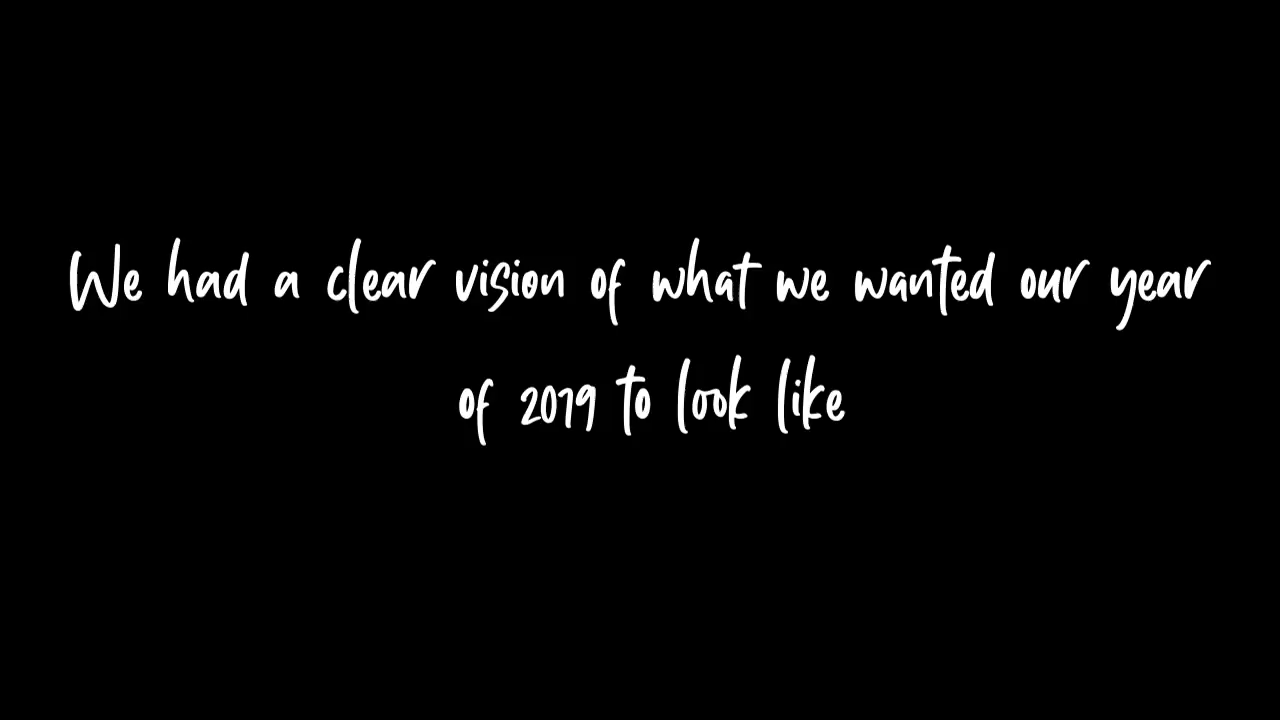 We had a clear vision of what we wanted our year
of 2019 to look like